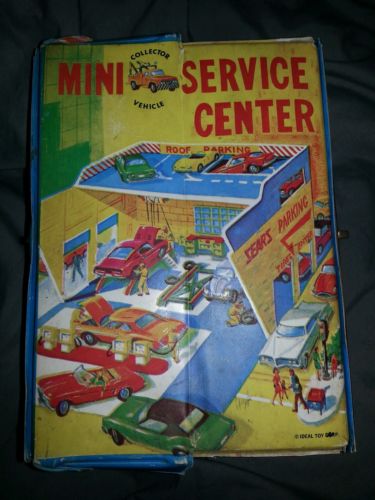 COLLECTOR
MINI SERVICE
VEHICLE
CENTER
ROOF PARKING
SEARS PARKING
© IDEAL TOY CORP.